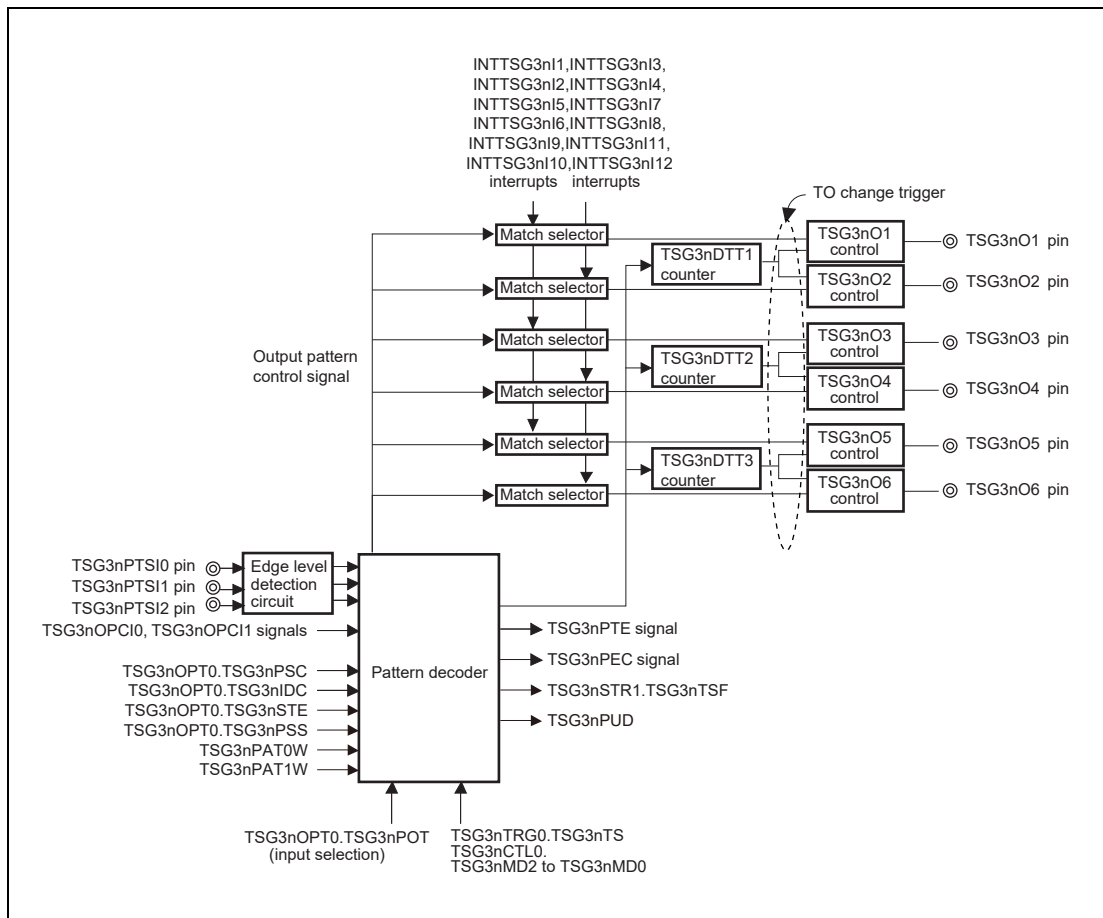 INTTSG3nI1,INTTSG3nI3,
INTTSG3nI2,INTTSG3nI4,
INTTSG3nI5,INTTSG3nI7
INTTSG3nI6,INTTSG3nI8,
INTTSG3nI9,INTTSG3nI11,
INTTSG3nI10,INTTSG3nI12
interrupts interrupts
TO change trigger
Match selector
TSG3nO1
control
TSG3nO1 pin
TSG3nDTT1
counter
Match selector
TSG3nO2
control
TSG3nO2 pin
Match selector
TSG3nO3
control
TSG3nO3 pin
Output pattern
control signal
TSG3nDTT2
counter
Match selector
TSG3nO4
control
TSG3nO4 pin
Match selector
TSG3nO5
control
TSG3nO5 pin
TSG3nDTT3
counter
Match selector
TSG3nO6
control
TSG3nO6 pin
TSG3nPTSI0 pin
TSG3nPTSI1 pin
TSG3nPTSI2 pin
Edge level
detection
circuit
TSG3nOPCI0, TSG3nOPCI1 signals
TSG3nOPT0.TSG3nPSC
TSG3nOPT0.TSG3nIDC
TSG3nOPT0.TSG3nSTE
TSG3nOPT0.TSG3nPSS
TSG3nPAT0W
TSG3nPAT1W
Pattern decoder
TSG3nPTE signal
TSG3nPEC signal
TSG3nSTR1.TSG3nTSF
TSG3nPUD
TSG3nOPT0.TSG3nPOT
(input selection)
TSG3nTRG0.TSG3nTS
TSG3nCTL0.
TSG3nMD2 to TSG3nMD0